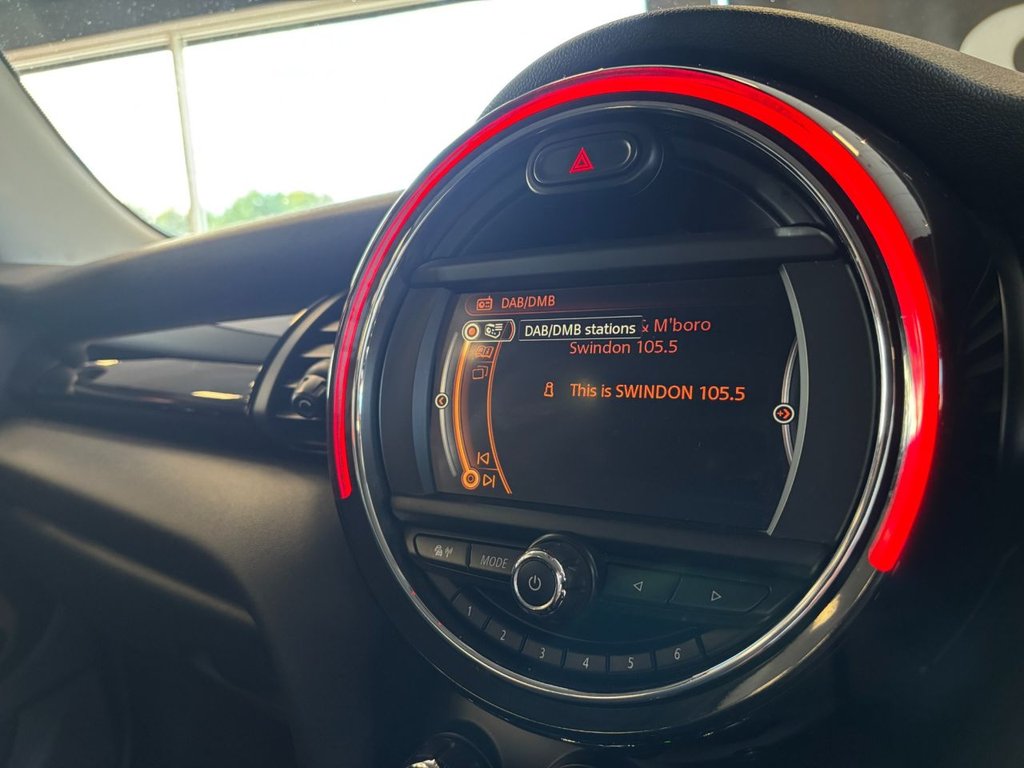 DAB/DMB
DAB/DMB stations & M'boro
Swindon 105.5
This is SWINDON 105.5
MODE
1 2 3 4 5 6